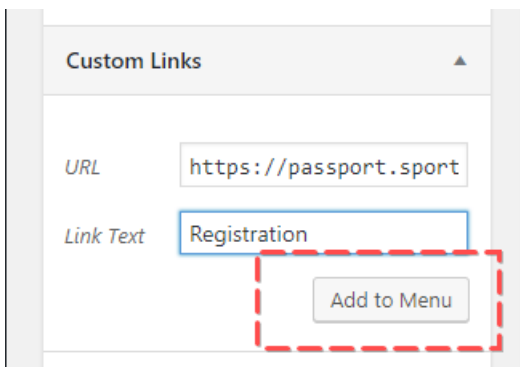 Custom Links
URL https://passport.sport
Link Text Registration
Add to Menu